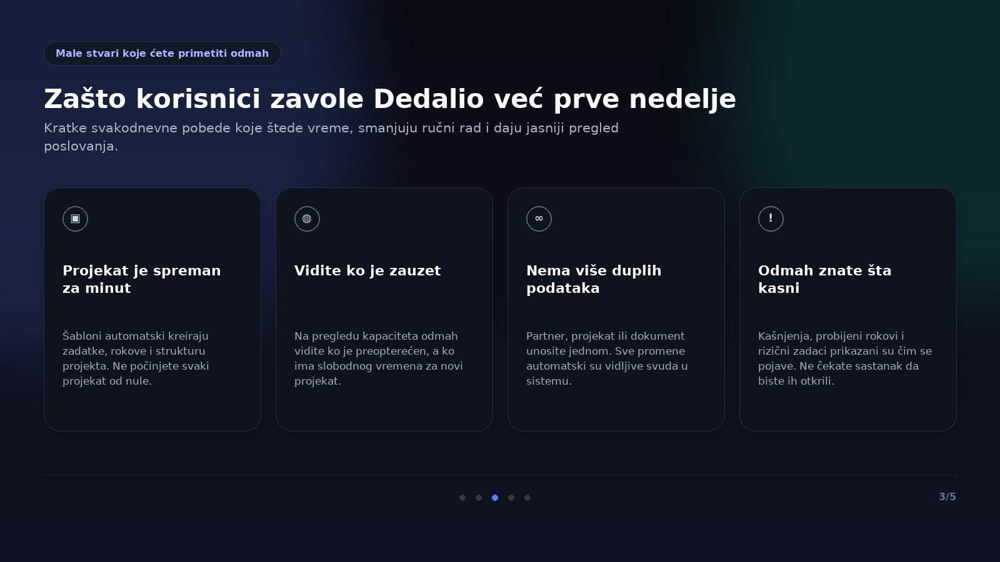 Male stvari koje ćete primetiti odmah
Zašto korisnici zavole Dedalio već prve nedelje
Kratke svakodnevne pobede koje štede vreme, smanjuju ručni rad i daju jasniji pregled
poslovanja.
Projekat je spreman
za minut
Šabloni automatski kreiraju
zadatke, rokove i strukturu
projekta. Ne počinjete svaki
projekat od nule.
Vidite ko je zauzet
Na pregledu kapaciteta odmah
vidite ko je preopterećen, a ko
ima slobodnog vremena za novi
projekat.
∞
Nema više duplih
podataka
Partner, projekat ili dokument
unosite jednom. Sve promene
automatski su vidljive svuda u
sistemu.
!
Odmah znate šta
kasni
Kašnjenja, probijeni rokovi i
rizični zadaci prikazani su čim se
pojave. Ne čekate sastanak da
biste ih otkrili.
3/5